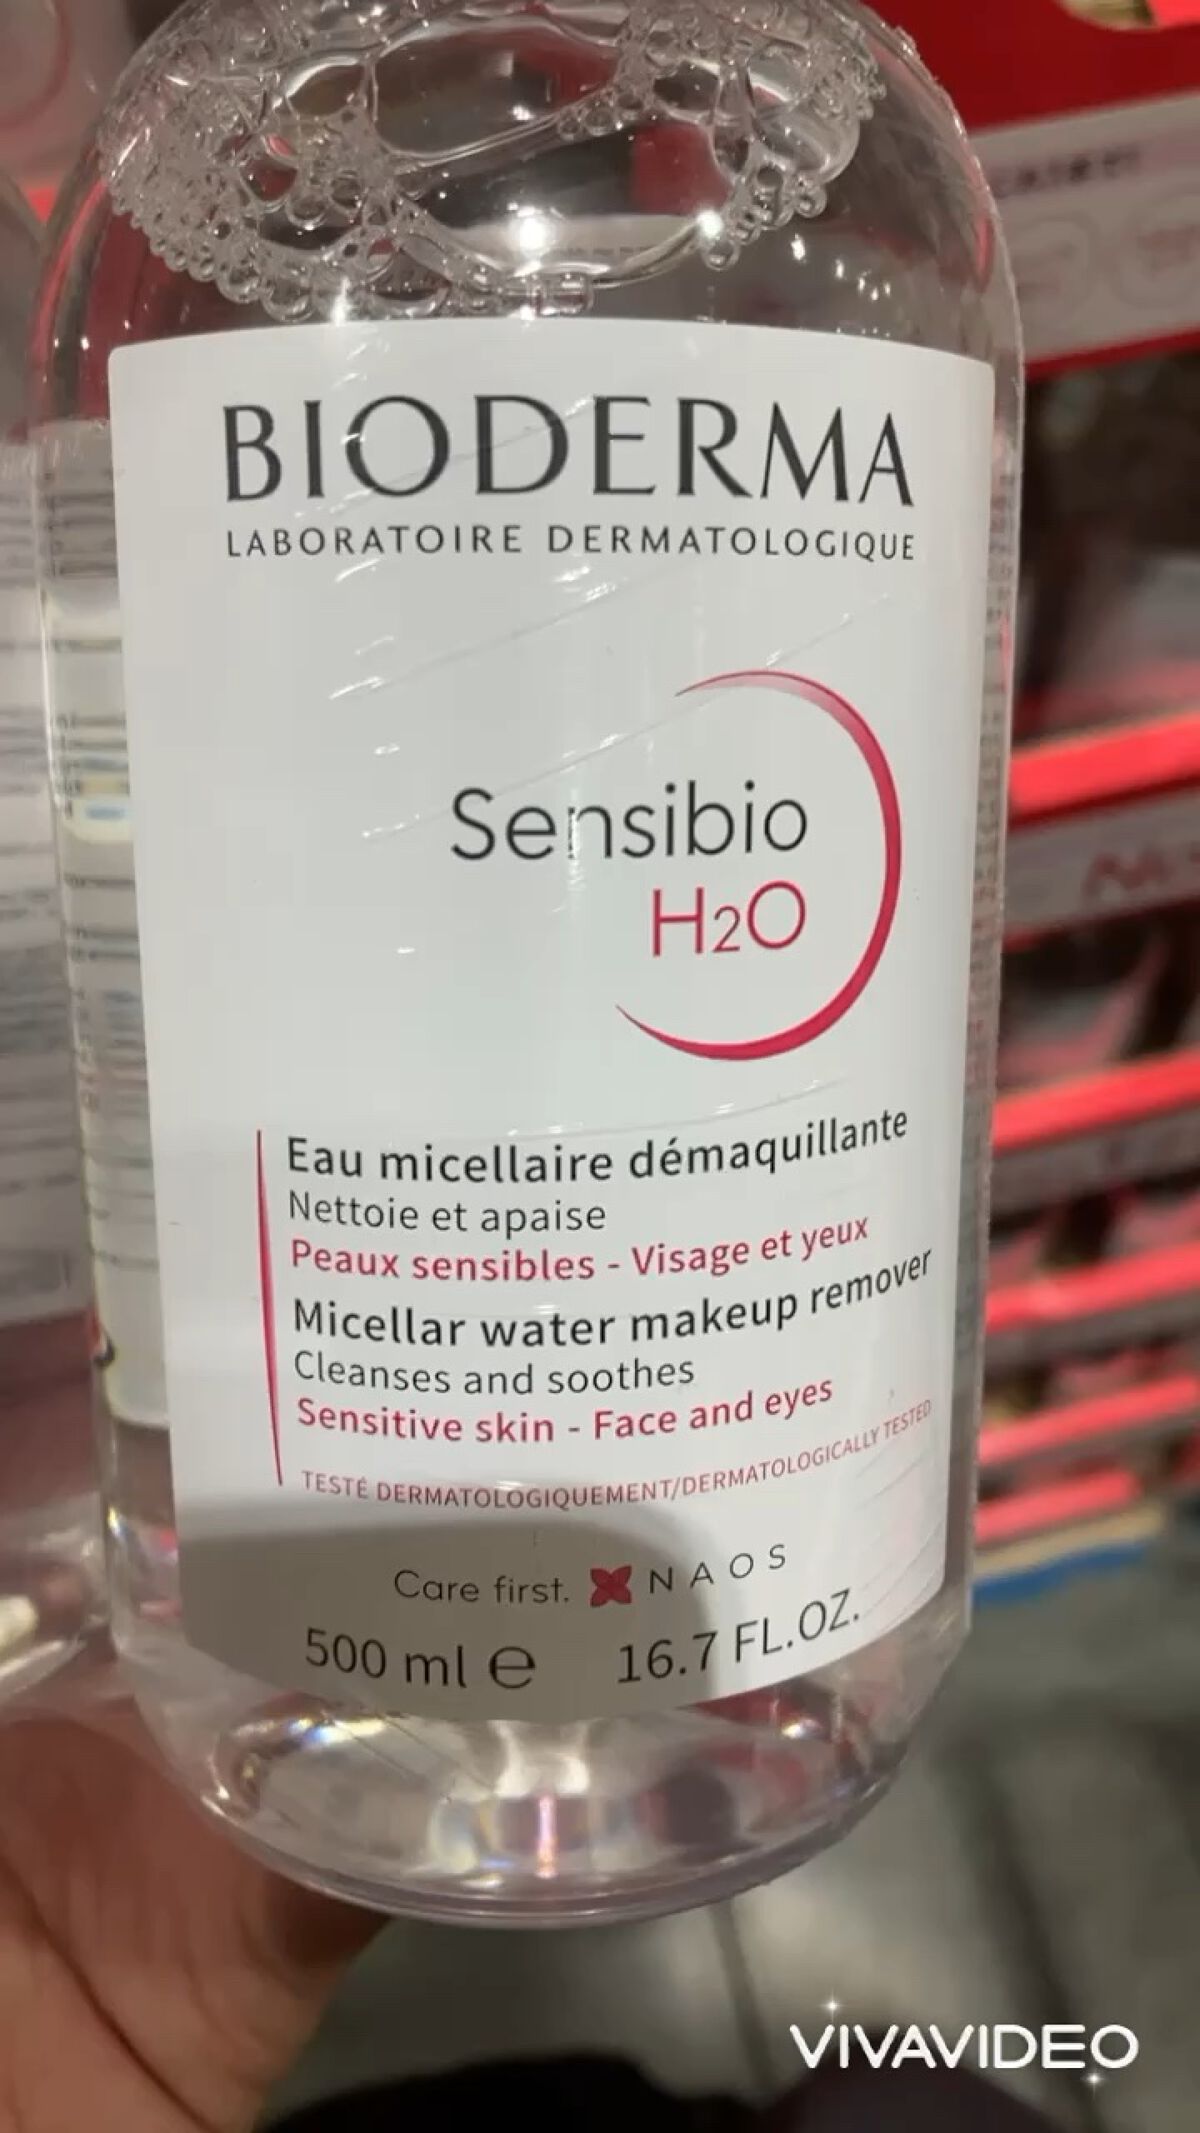 BIODERMA
LABORATOIRE DERMATOLOGIQUE
Sensibio
H2O
Eau micellaire démaquillante
Nettoie et apaise
Peaux sensibles - Visage et yeux
Micellar water makeup remover
Cleanses and soothes
Sensitive skin - Face and eyes
TESTÉ DERMATOLOGIQUEMENT/DERMATOLOGICALLY TESTED
Care first. NAOS
500 ml e 16.7 FL.OZ.
VIVAVIDEO